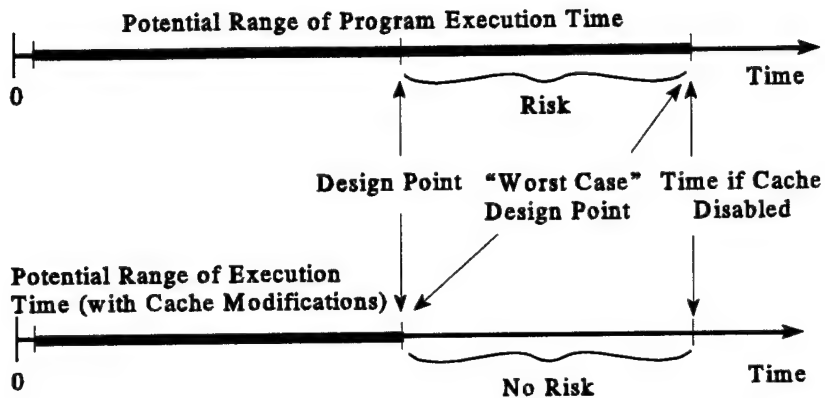 Potential Range of Program Execution Time
0
Time
Risk
Design Point
"Worst Case"
Design Point
Time if Cache
Disabled
Potential Range of Execution
Time (with Cache Modifications)
0
Time
No Risk